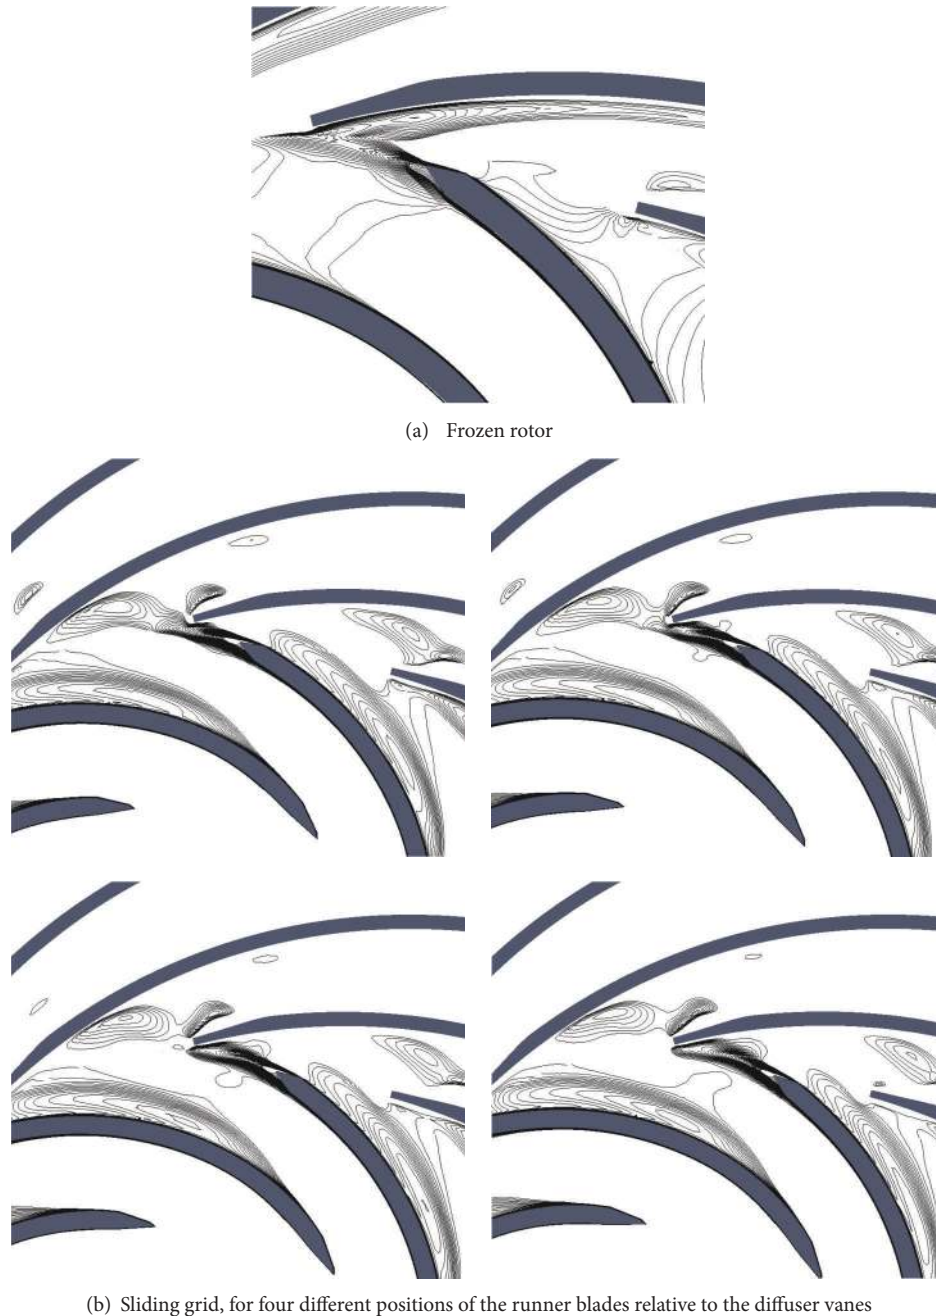 (a) Frozen rotor
(b) Sliding grid, for four different positions of the runner blades relative to the diffuser vanes